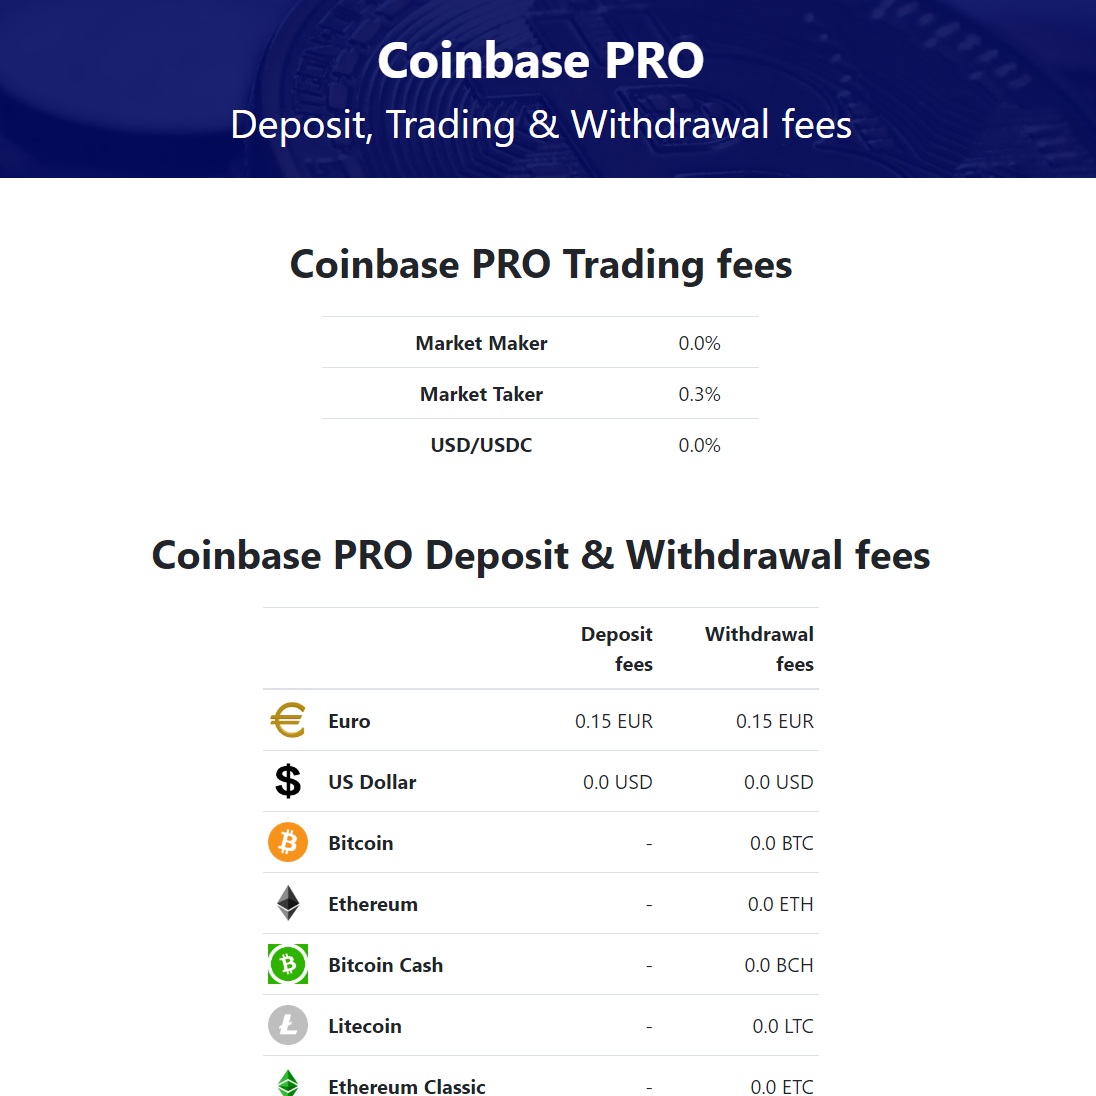 Coinbase PRO
Deposit, Trading & Withdrawal fees
Coinbase PRO Trading fees
Market Maker 0.0%
Market Taker 0.3%
USD/USDC 0.0%
Coinbase PRO Deposit & Withdrawal fees
Deposit Withdrawal
fees fees
Euro 0.15 EUR 0.15 EUR
US Dollar 0.0 USD 0.0 USD
Bitcoin - 0.0 BTC
Ethereum - 0.0 ETH
Bitcoin Cash - 0.0 BCH
Litecoin - 0.0 LTC
Ethereum Classic - 0.0 ETC